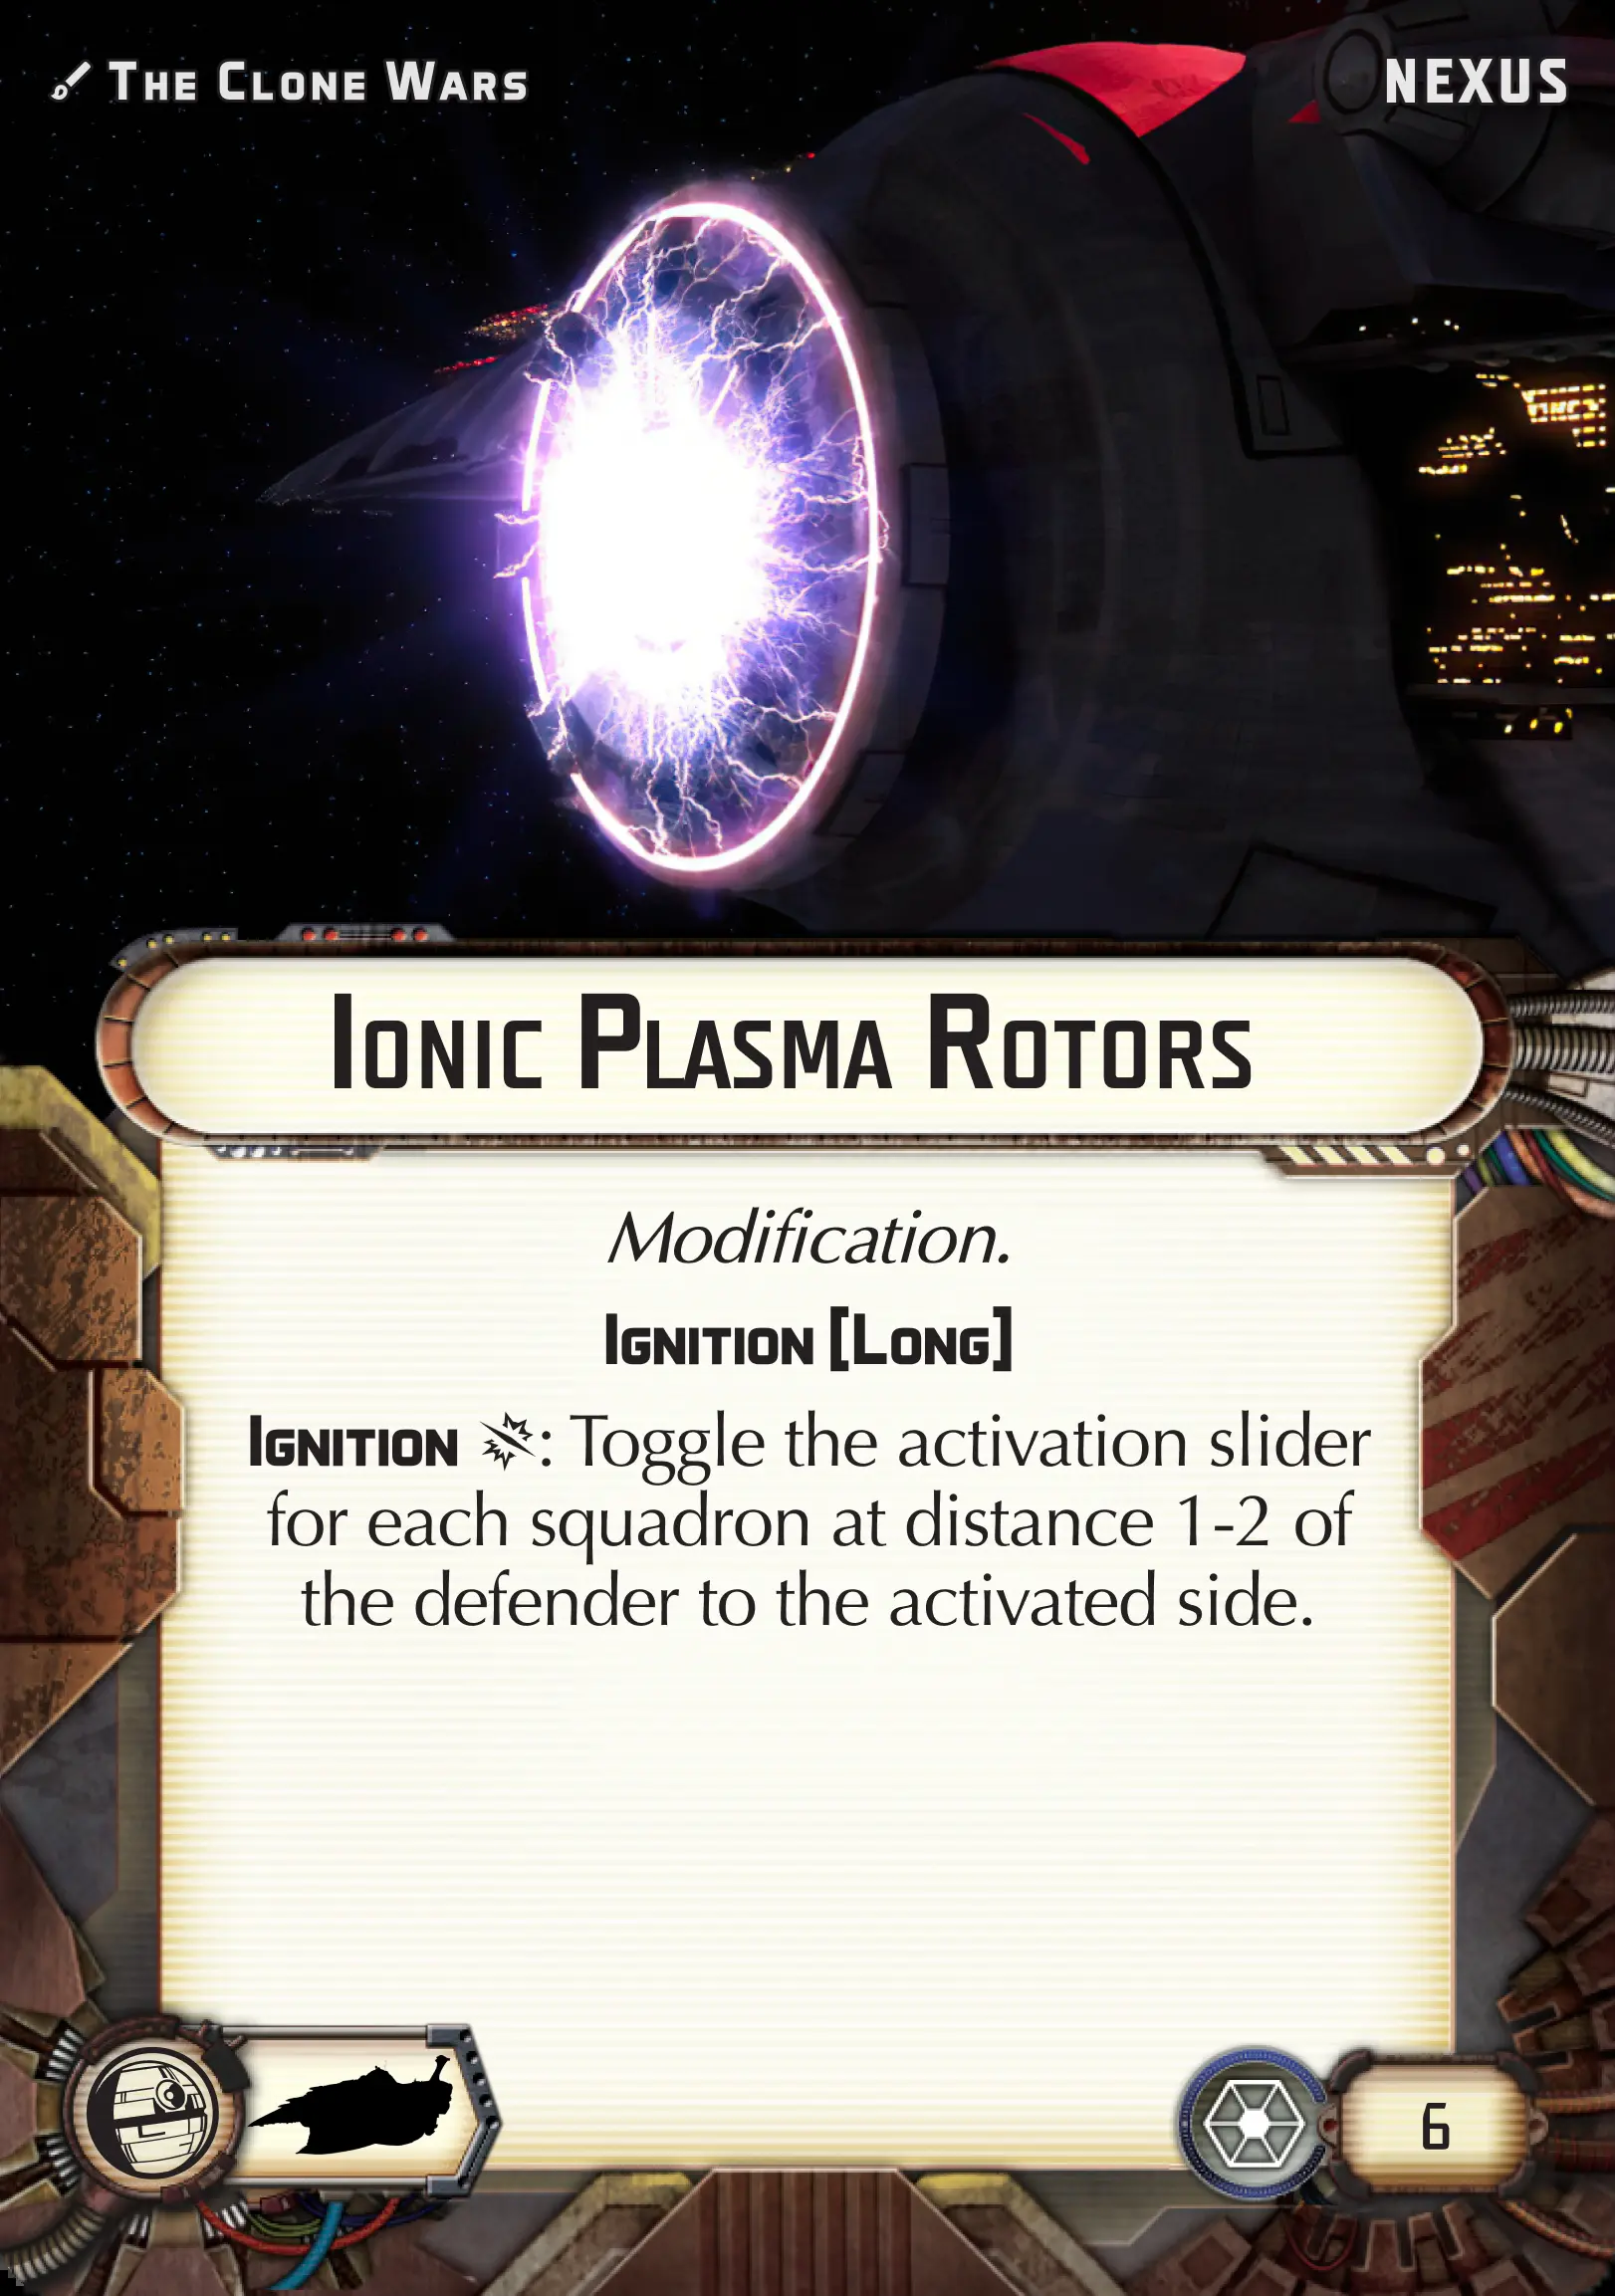 The Clone Wars
NEXUS
Ionic Plasma Rotors
Modification.
Ignition [Long]
Ignition : Toggle the activation slider
for each squadron at distance 1-2 of
the defender to the activated side.
6